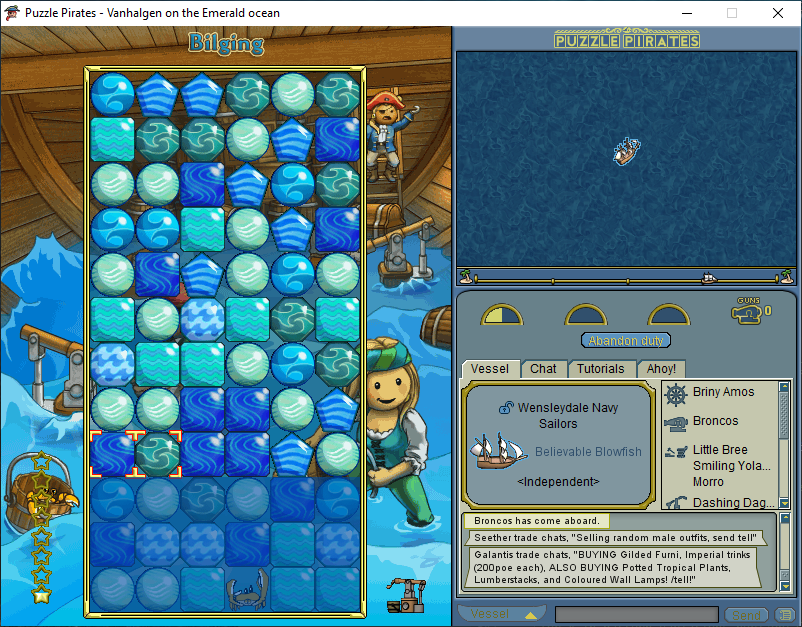 Puzzle Pirates - Vanhalgen on the Emerald ocean
Bilging
PUZZLE PIRATES
GUNS
0
Abandon duty
Vessel
Chat
Tutorials
Ahoy!
Wensleydale Navy
Sailors
Believable Blowfish
<Independent>
Briny Amos
Broncos
Little Bree
Smiling Yola...
Morro
Dashing Dag...
Broncos has come aboard.
Seether trade chats, "Selling random male outfits, send tell"
Galantis trade chats, "BUYING Gilded Furni, Imperial trinks
(200poe each), ALSO BUYING Potted Tropical Plants,
Lumberstacks, and Coloured Wall Lamps! /tell!"
Vessel
Send